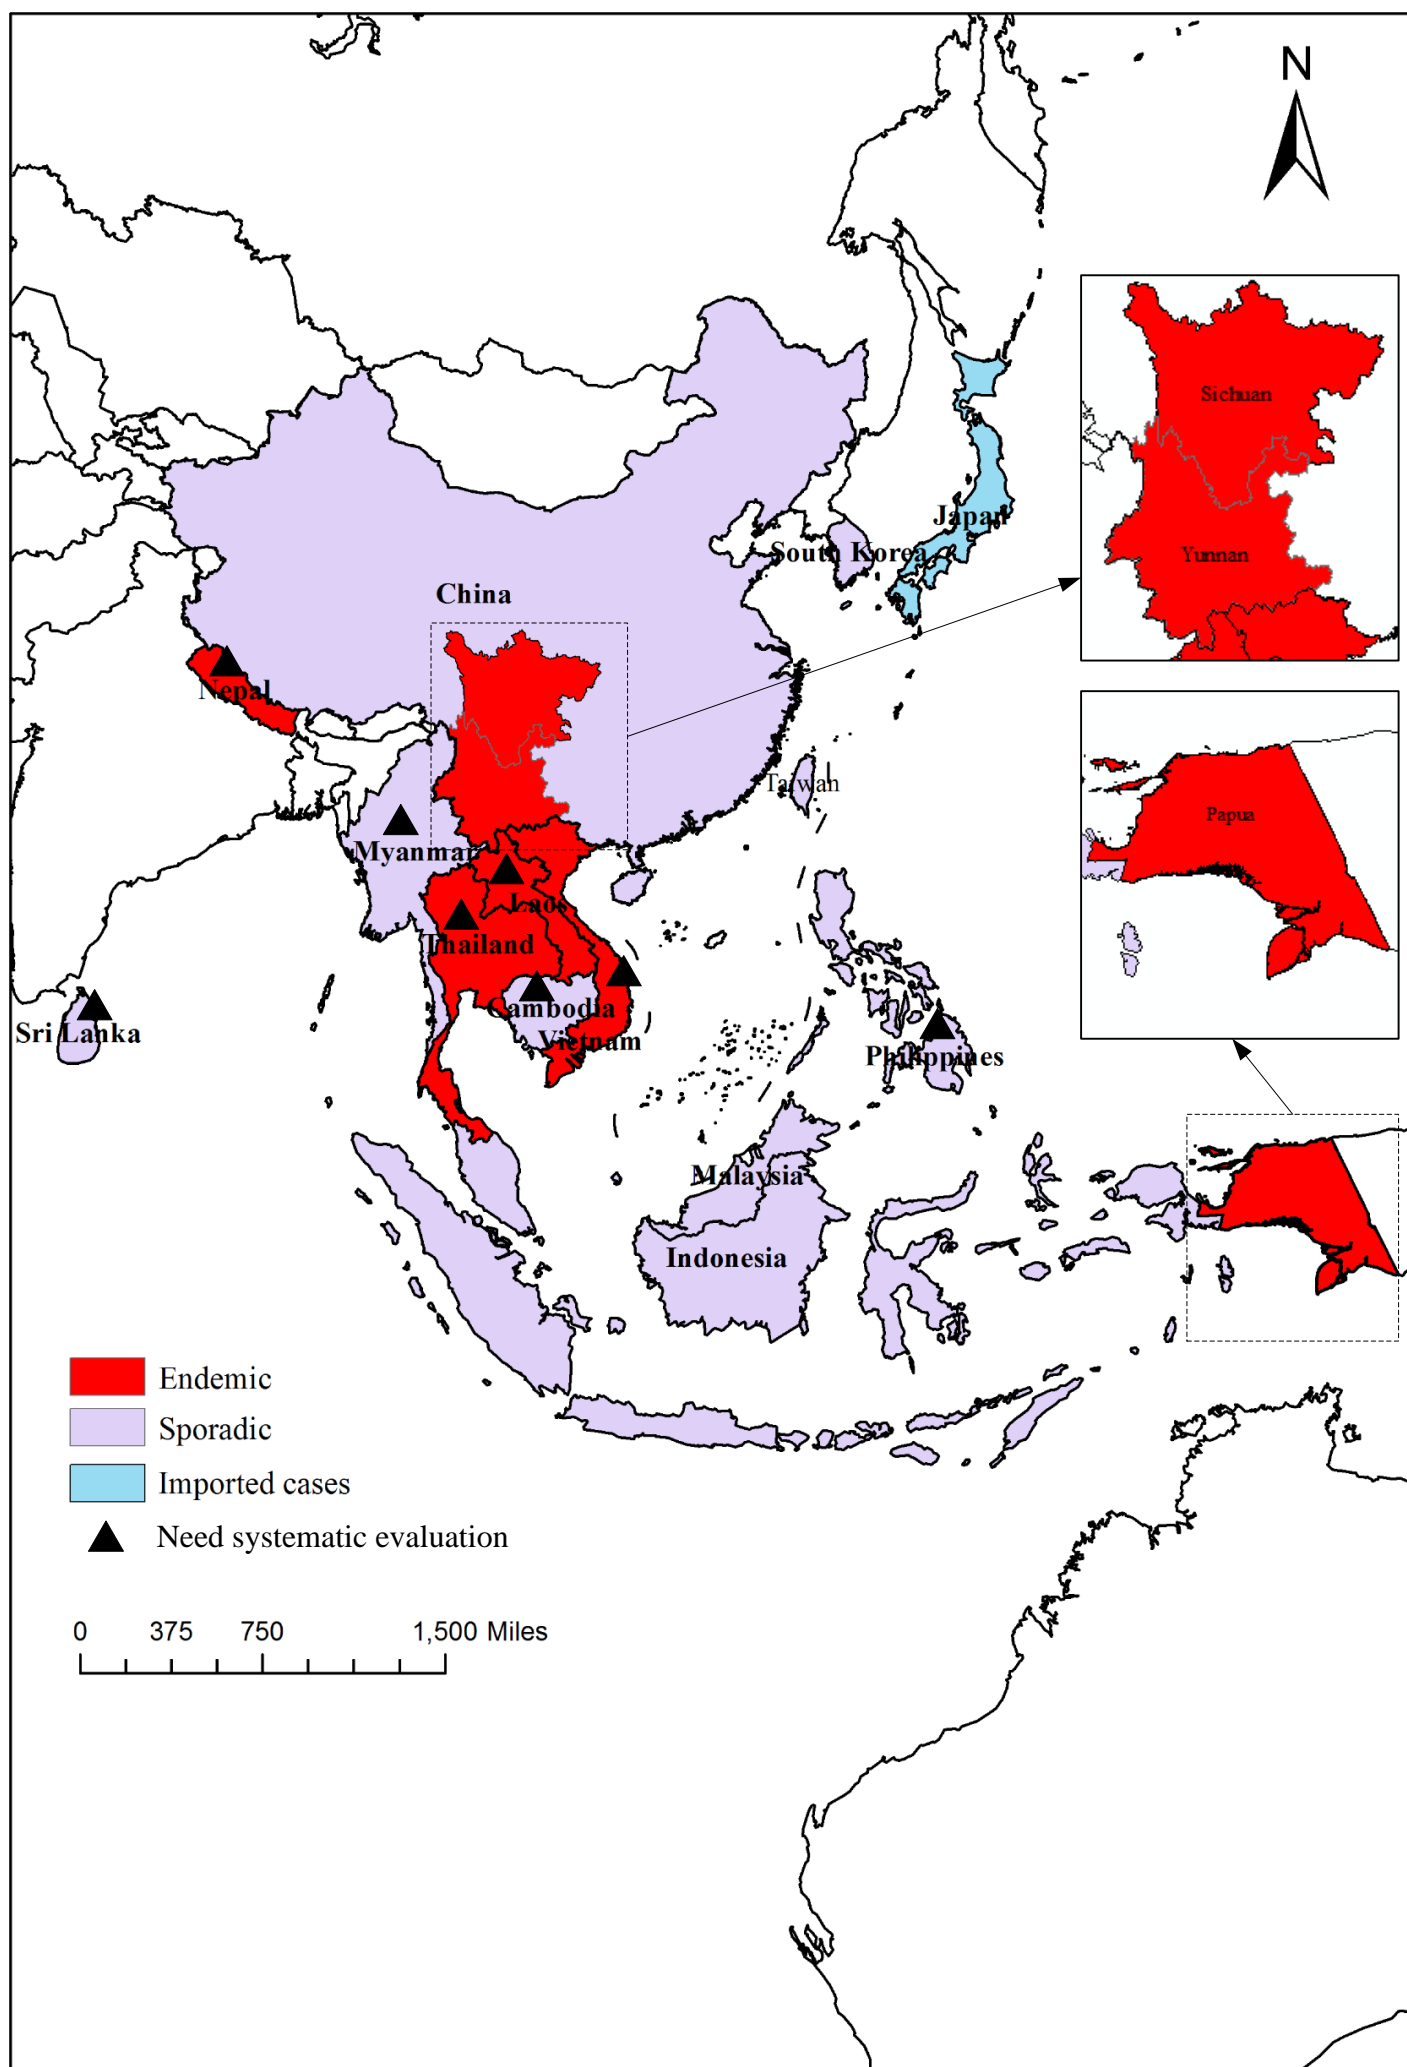 N
Sichuan
Japan
South Korea
Yunnan
China
Nepal
Taiwan
Papua
Myanmar
Laos
Thailand
Cambodia
Sri Lanka
Vietnam
Philippines
Malaysia
Indonesia
Endemic
Sporadic
Imported cases
Need systematic evaluation
0 375 750 1,500 Miles